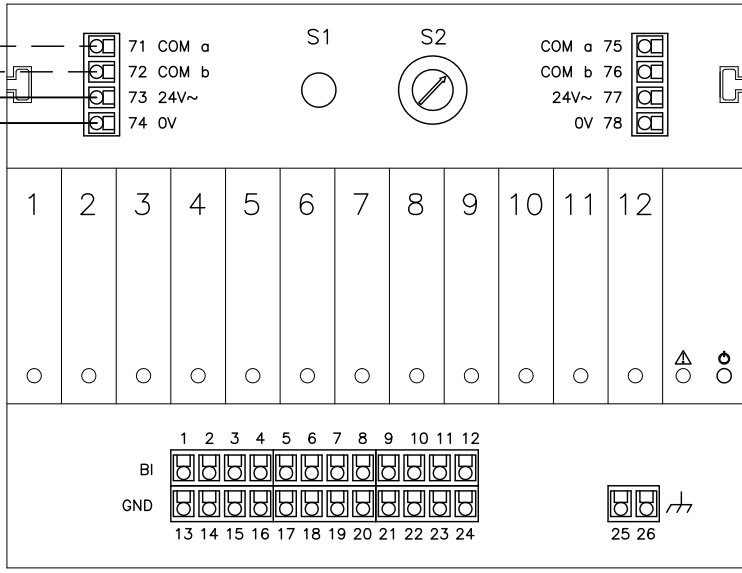 S1 S2
71 COM a COM a 75
72 COM b COM b 76
73 24V~ 24V~ 77
74 0V 0V 78
1 2 3 4 5 6 7 8 9 10 11 12
1 2 3 4 5 6 7 8 9 10 11 12
BI
GND
13 14 15 16 17 18 19 20 21 22 23 24 25 26